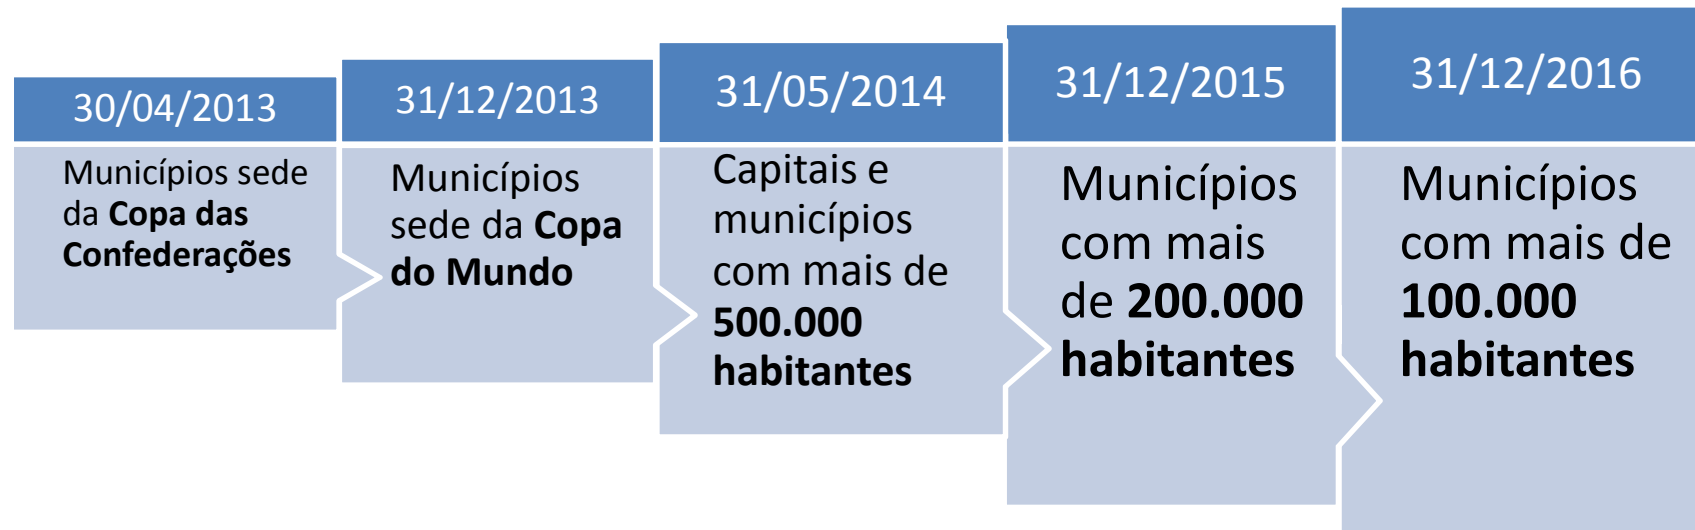 30/04/2013
Municípios sede
da Copa das
Confederações
31/12/2013
Municípios
sede da Copa
do Mundo
31/05/2014
Capitais e
municípios
com mais de
500.000
habitantes
31/12/2015
Municípios
com mais
de 200.000
habitantes
31/12/2016
Municípios
com mais de
100.000
habitantes